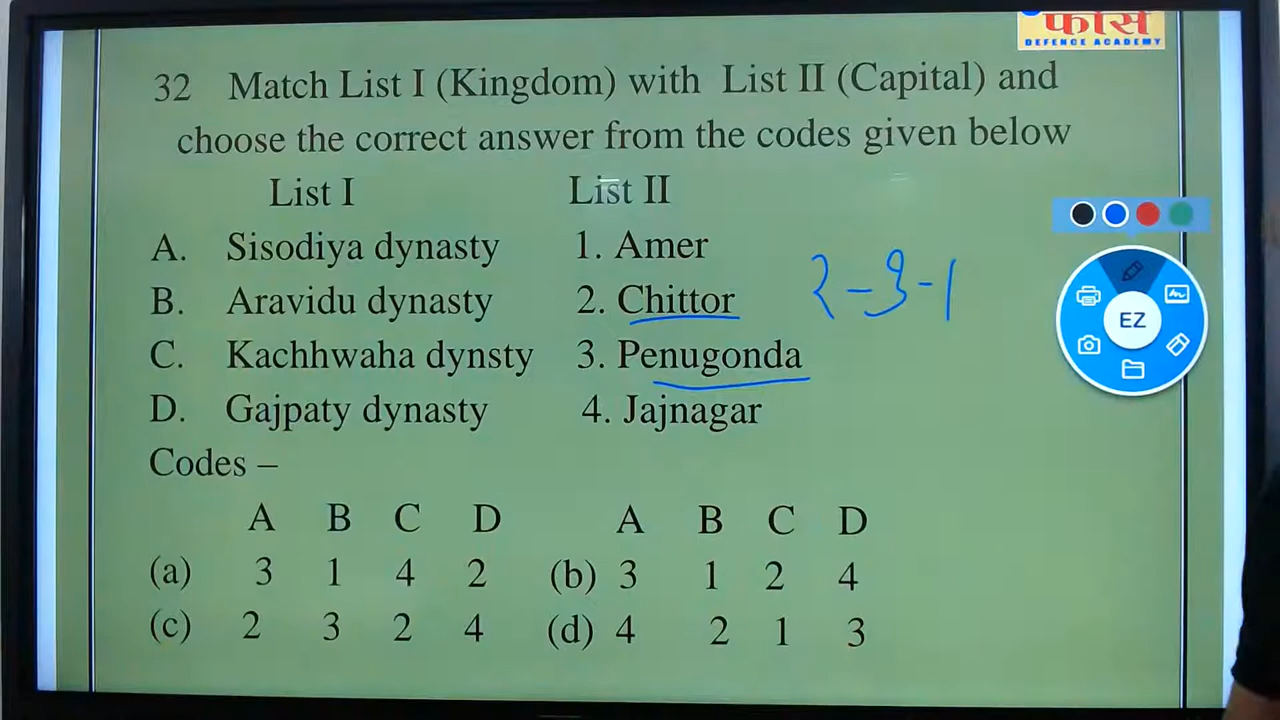 फोर्स
DEFENCE ACADEMY
32 Match List I (Kingdom) with List II (Capital) and
choose the correct answer from the codes given below
List I List II
A. Sisodiya dynasty 1. Amer
B. Aravidu dynasty 2. Chittor 2-3-1
C. Kachhwaha dynsty 3. Penugonda
D. Gajpaty dynasty 4. Jajnagar
Codes –
A B C D A B C D
(a) 3 1 4 2 (b) 3 1 2 4
(c) 2 3 2 4 (d) 4 2 1 3
EZ